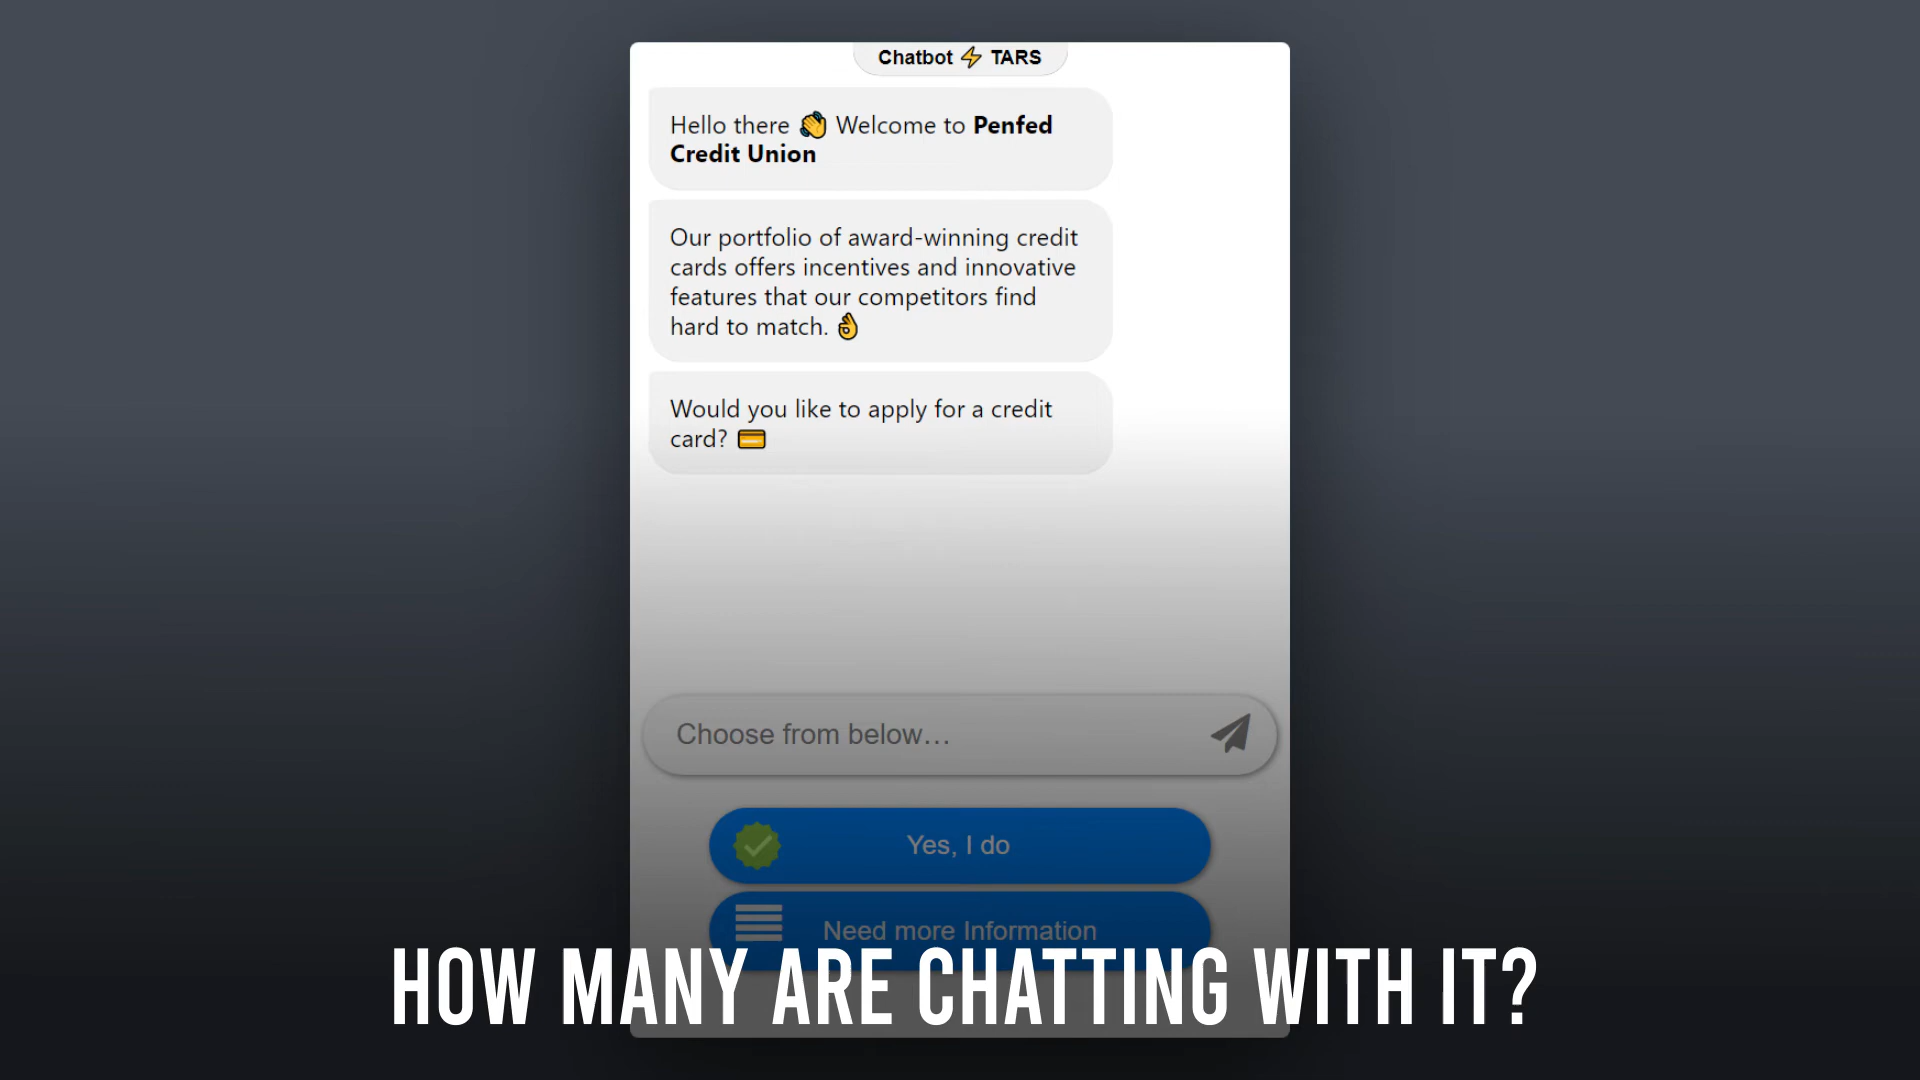 Chatbot ⚡ TARS
Hello there 👋 Welcome to Penfed
Credit Union
Our portfolio of award-winning credit
cards offers incentives and innovative
features that our competitors find
hard to match. 👌
Would you like to apply for a credit
card? 💳
Choose from below...
Yes, I do
Need more Information
HOW MANY ARE CHATTING WITH IT?